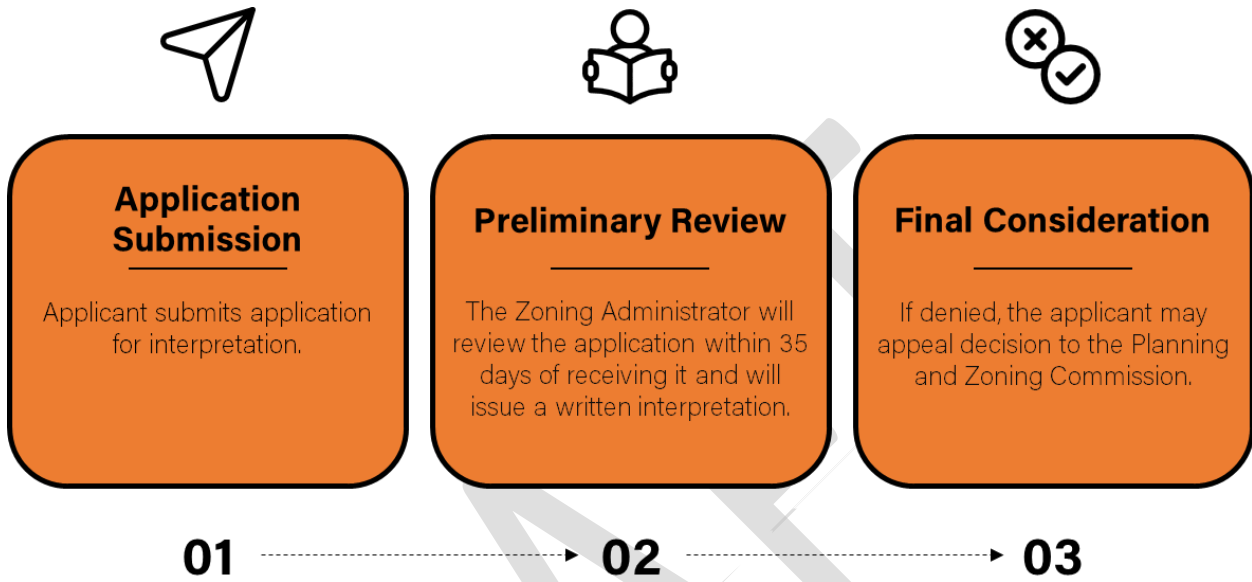 Application
Submission
Applicant submits application
for interpretation.
Preliminary Review
The Zoning Administrator will
review the application within 35
days of receiving it and will
issue a written interpretation.
Final Consideration
If denied, the applicant may
appeal decision to the Planning
and Zoning Commission.
01
02
03